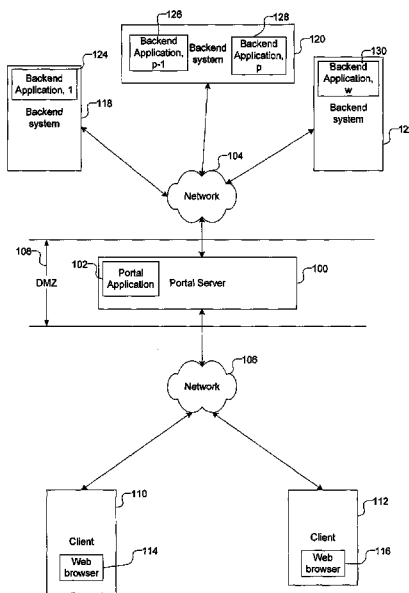 126
128
124
Backend
Application,
p-1
Backend
system
Backend
Application,
p
120
130
Backend
Application, 1
118
Backend
system
Backend
Application,
w
Backend
system
12
104
Network
108
DMZ
102
Portal
Application
Portal Server
100
106
Network
110
Client
Web
browser
114
112
Client
Web
browser
116